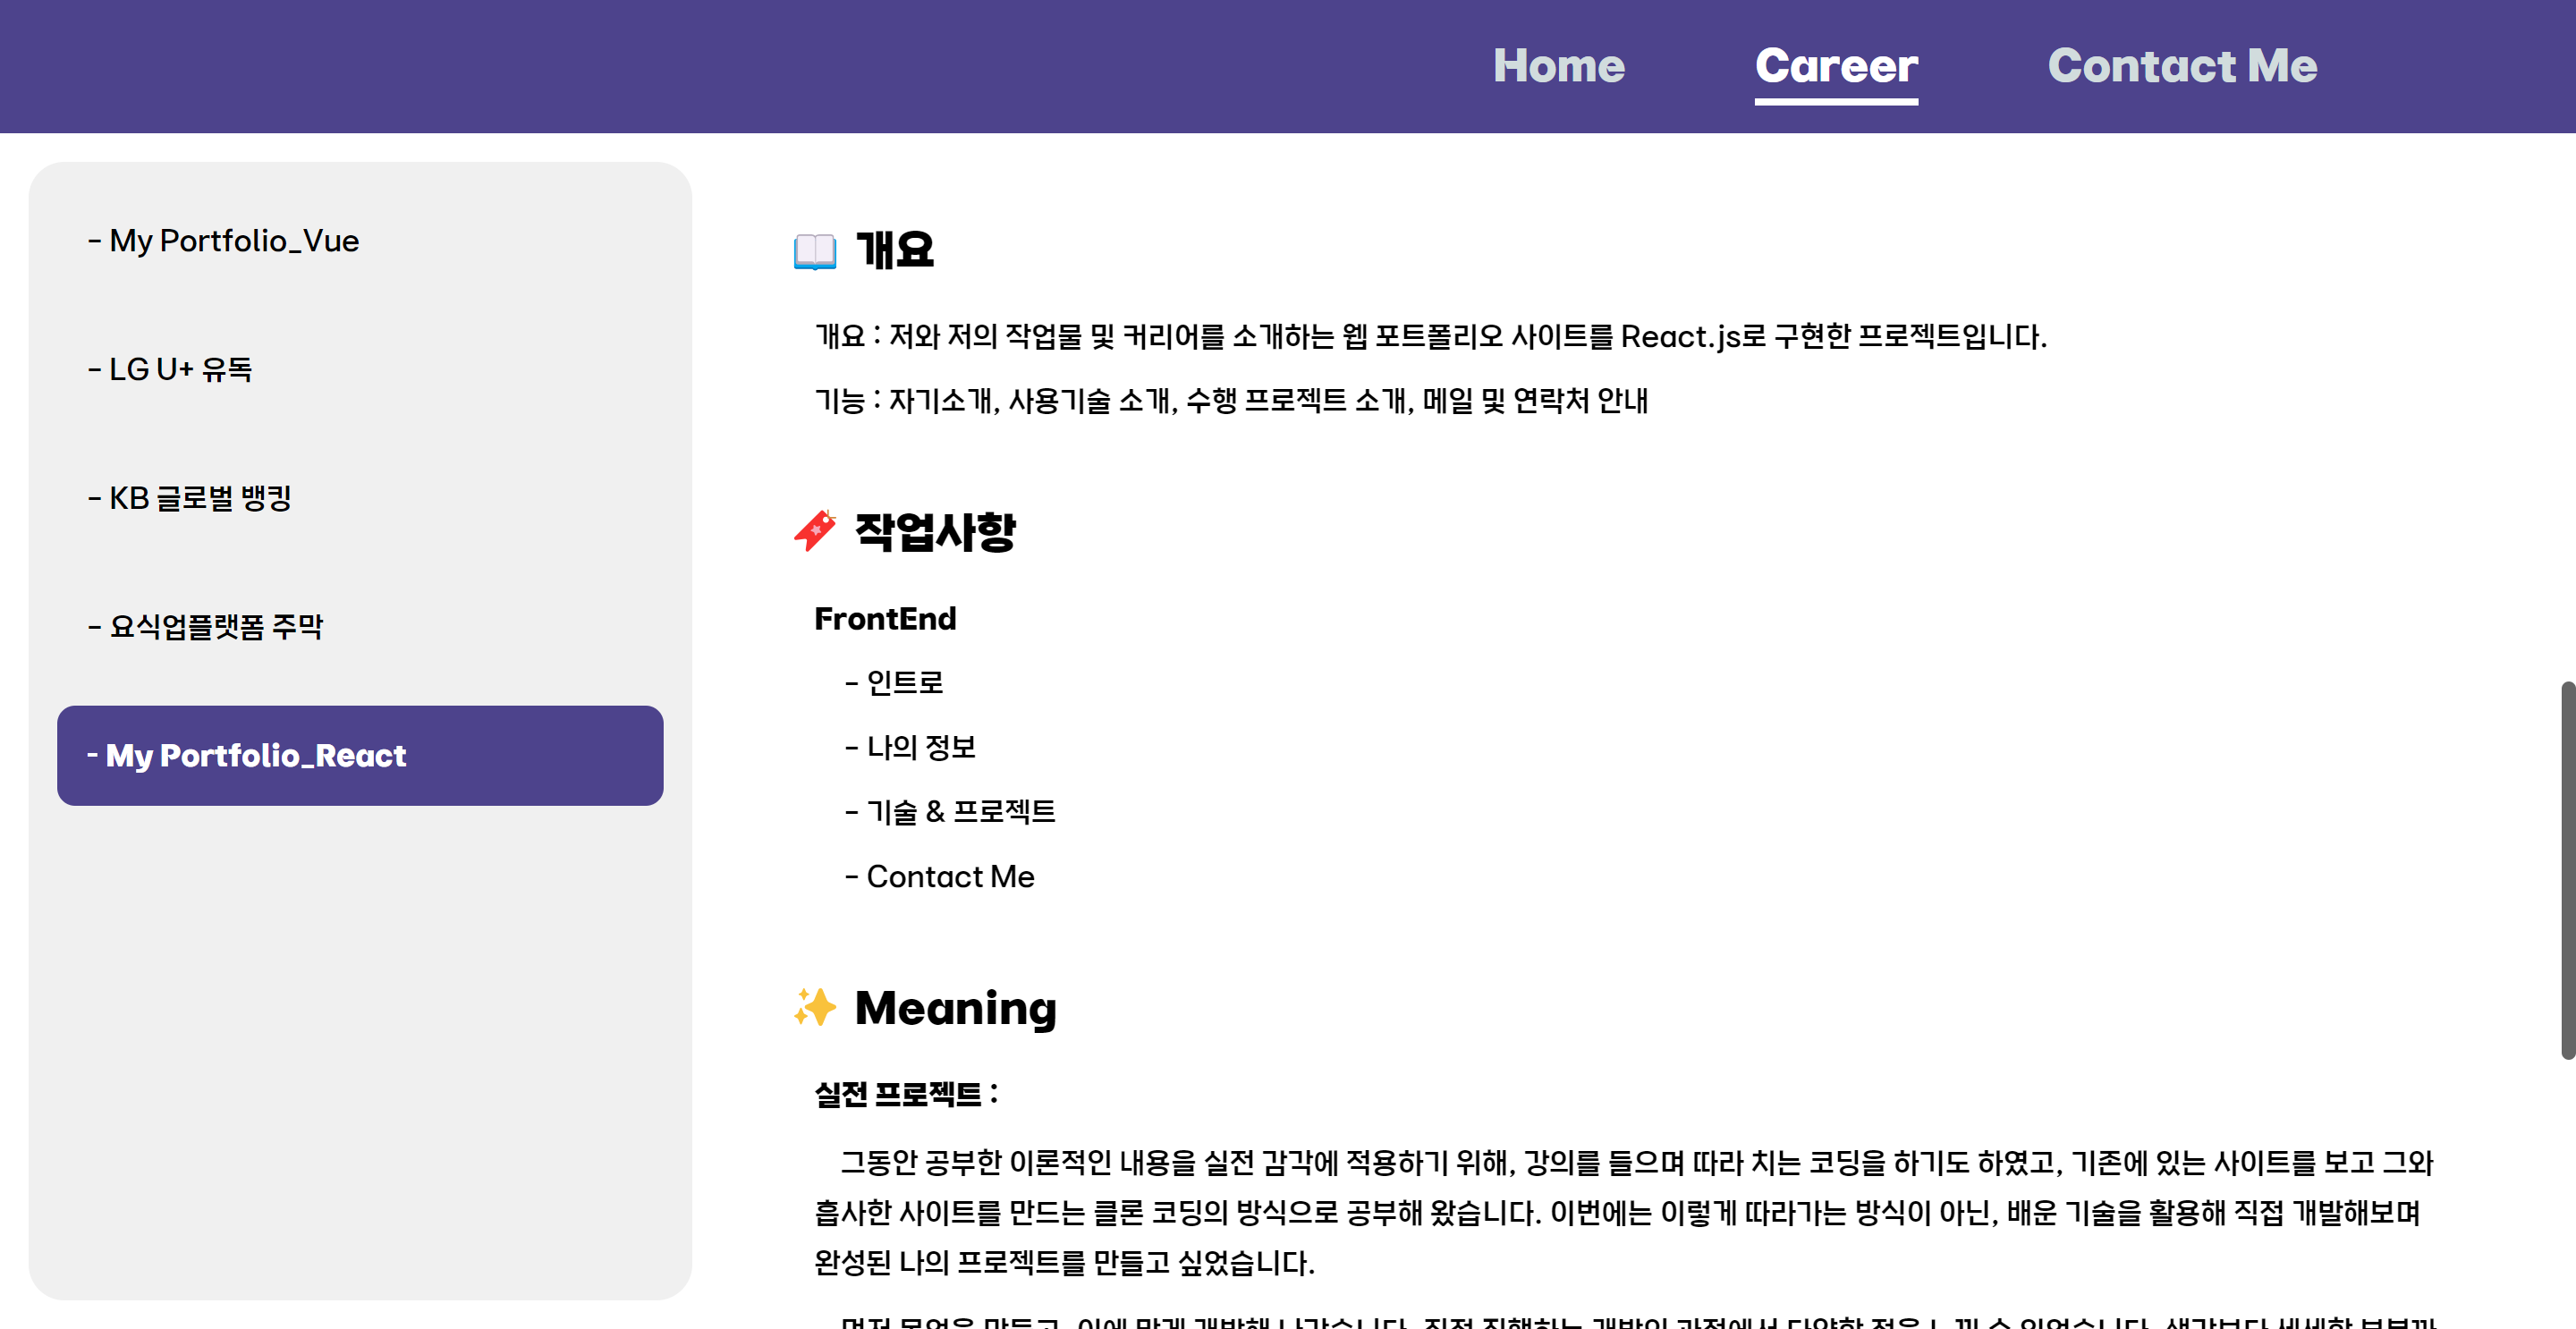 Home Career Contact Me
- My Portfolio_Vue
- LG U+ 유독
- KB 글로벌 뱅킹
- 요식업플랫폼 주막
- My Portfolio_React
개요
개요 : 저와 저의 작업물 및 커리어를 소개하는 웹 포트폴리오 사이트를 React.js로 구현한 프로젝트입니다.
기능 : 자기소개, 사용기술 소개, 수행 프로젝트 소개, 메일 및 연락처 안내
작업사항
FrontEnd
- 인트로
- 나의 정보
- 기술 & 프로젝트
- Contact Me
Meaning
실전 프로젝트 :
그동안 공부한 이론적인 내용을 실전 감각에 적용하기 위해, 강의를 들으며 따라 치는 코딩을 하기도 하였고, 기존에 있는 사이트를 보고 그와
흡사한 사이트를 만드는 클론 코딩의 방식으로 공부해 왔습니다. 이번에는 이렇게 따라가는 방식이 아닌, 배운 기술을 활용해 직접 개발해보며
완성된 나의 프로젝트를 만들고 싶었습니다.